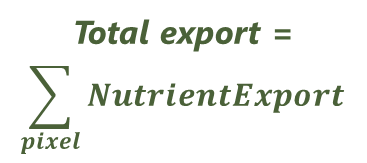 Total export =
∑ NutrientExport
pixel